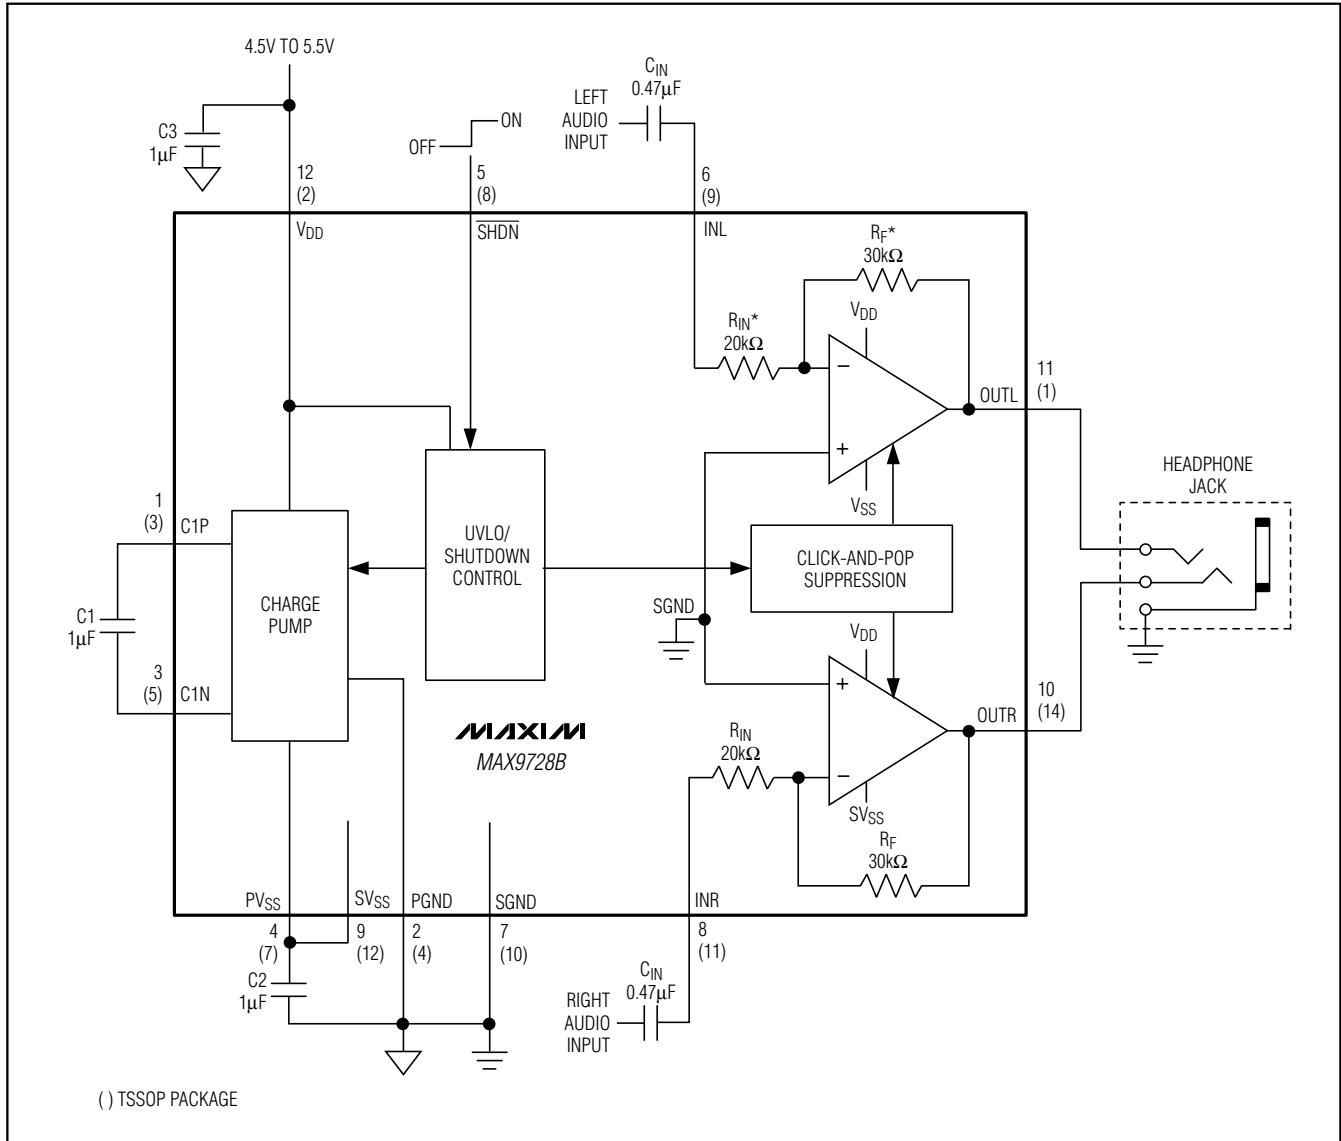 4.5V TO 5.5V
C3
1µF
12
(2)
VDD
OFF
ON
5
(8)
SHDN
LEFT
AUDIO
INPUT
CIN
0.47µF
6
(9)
INL
RF*
30kΩ
RIN*
20kΩ
VDD
−
+
VSS
OUTL
11
(1)
HEADPHONE
JACK
1
(3)
C1P
C1
1µF
3
(5)
C1N
CHARGE
PUMP
UVLO/
SHUTDOWN
CONTROL
CLICK-AND-POP
SUPPRESSION
SGND
VDD
+
−
SVSS
OUTR
10
(14)
MAXIM
MAX9728B
RIN
20kΩ
RF
30kΩ
PVSS
SVSS
PGND
SGND
INR
4
(7)
9
(12)
2
(4)
7
(10)
8
(11)
C2
1µF
RIGHT
AUDIO
INPUT
CIN
0.47µF
( ) TSSOP PACKAGE